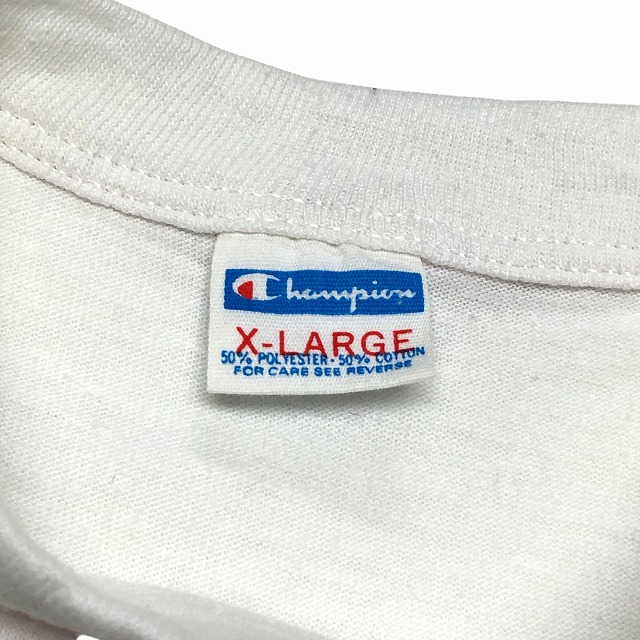 Champion
X-LARGE
50% POLYESTER · 50% COTTON
FOR CARE SEE REVERSE